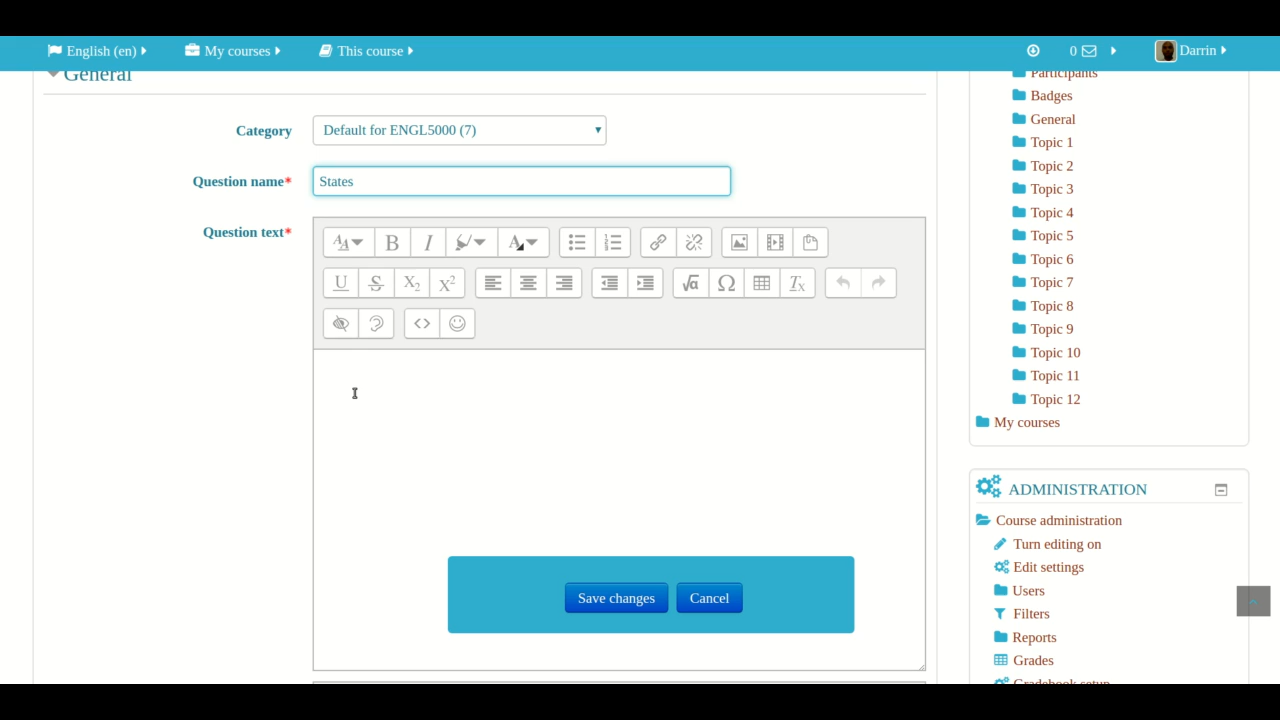 English (en)
My courses
This course
0
Darrin
General
Category
Default for ENGL5000 (7)
Question name*
States
Question text*
Participants
Badges
General
Topic 1
Topic 2
Topic 3
Topic 4
Topic 5
Topic 6
Topic 7
Topic 8
Topic 9
Topic 10
Topic 11
Topic 12
My courses
ADMINISTRATION
Course administration
Turn editing on
Edit settings
Users
Filters
Reports
Grades
Gradebook setup
Save changes
Cancel